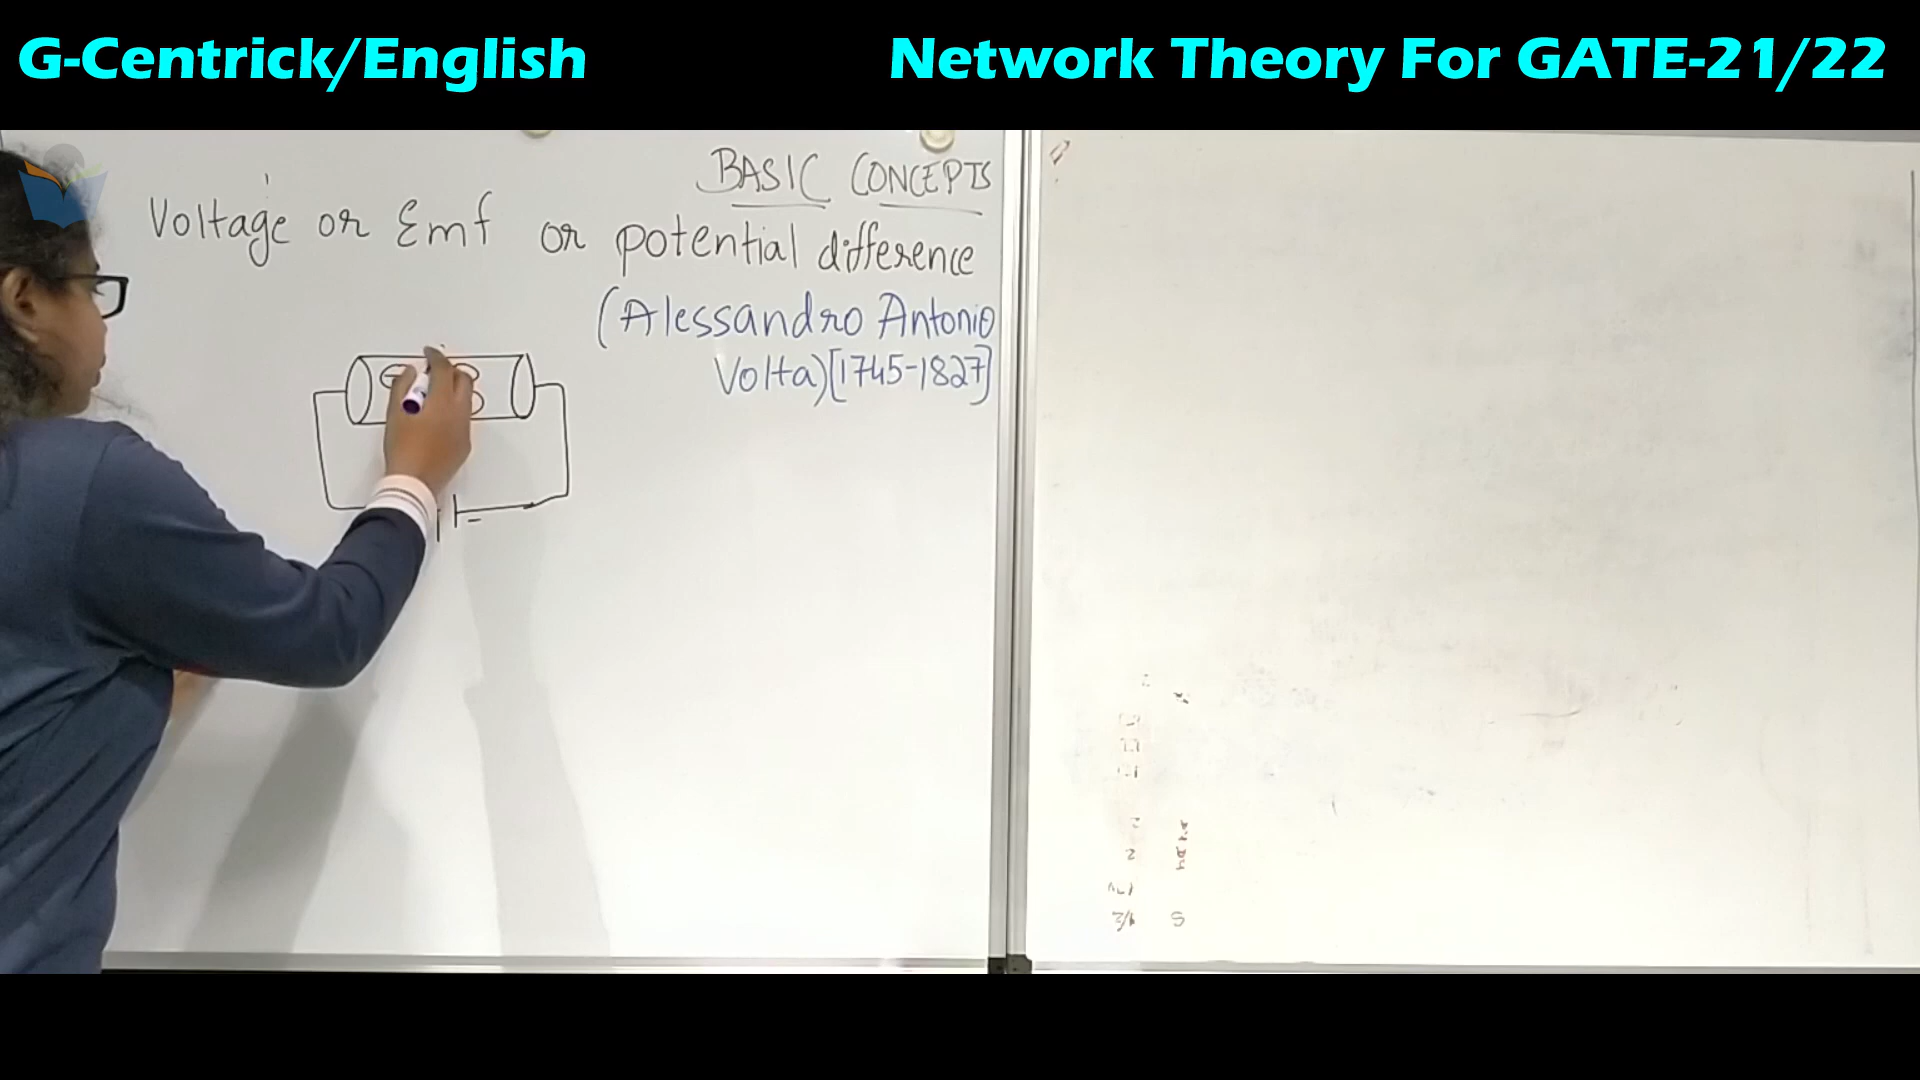 G-Centrick/English
Network Theory For GATE-21/22
BASIC CONCEPTS
Voltage or Emf or potential difference
(Alessandro Antonio
Volta)[1745-1827]